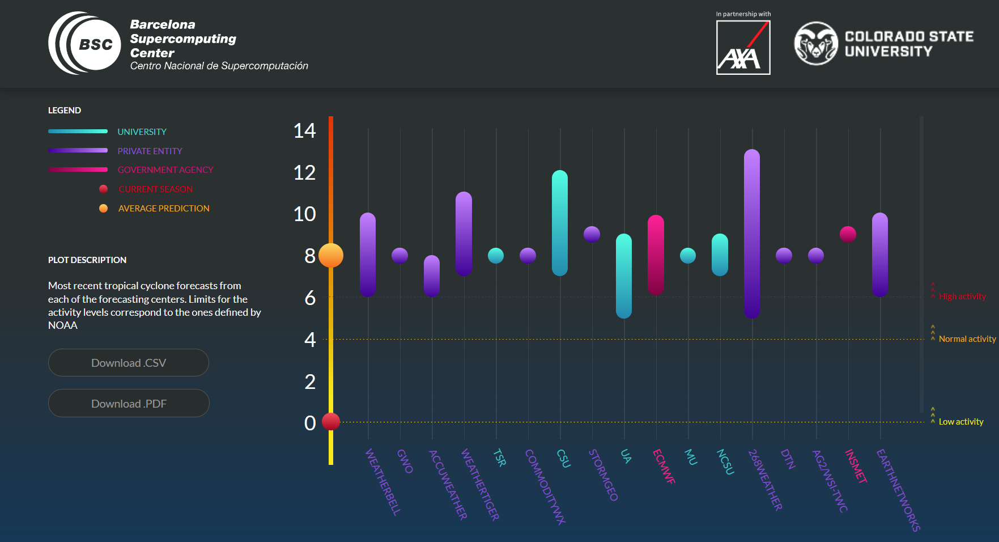 BSC
Barcelona
Supercomputing
Center
Centro Nacional de Supercomputación
In partnership with
AXA
COLORADO STATE
UNIVERSITY
LEGEND
UNIVERSITY
PRIVATE ENTITY
GOVERNMENT AGENCY
CURRENT SEASON
AVERAGE PREDICTION
PLOT DESCRIPTION
Most recent tropical cyclone forecasts from
each of the forecasting centers. Limits for the
activity levels correspond to the ones defined by
NOAA
Download .CSV
Download .PDF
14
12
10
8
6
4
2
0
High activity
Normal activity
Low activity
WEATHERBELL
GWO
ACCUWEATHER
WEATHERTIGER
TSR
COMMODITYWX
CSU
STORMGEO
UA
ECMWF
MU
NCSU
268WEATHER
DTN
AG2/WSI-TWC
INSMET
EARTHNETWORKS